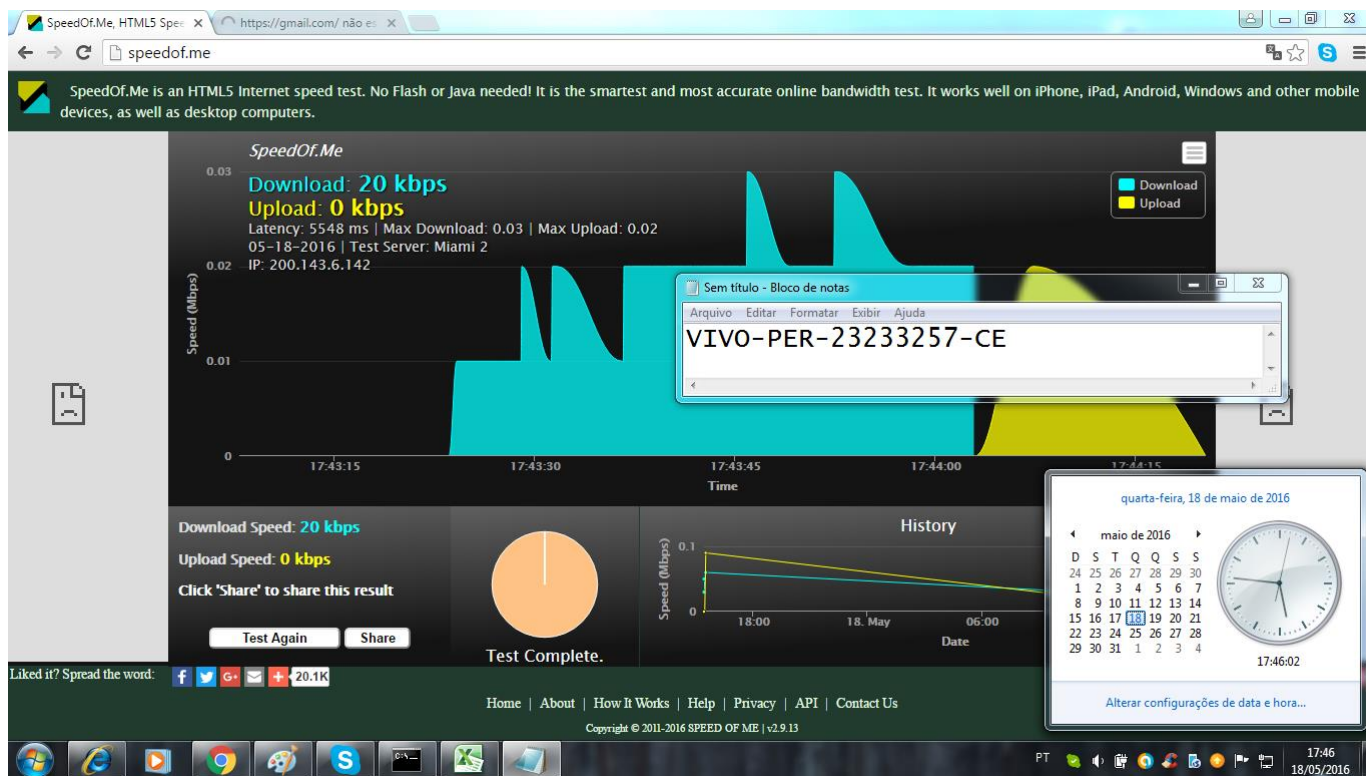 SpeedOf.Me, HTML5 Spee
https://gmail.com/ não es
speedof.me
SpeedOf.Me is an HTML5 Internet speed test. No Flash or Java needed! It is the smartest and most accurate online bandwidth test. It works well on iPhone, iPad, Android, Windows and other mobile
devices, as well as desktop computers.
SpeedOf.Me
Download: 20 kbps
Upload: 0 kbps
Latency: 5548 ms | Max Download: 0.03 | Max Upload: 0.02
05-18-2016 | Test Server: Miami 2
IP: 200.143.6.142
Download
Upload
0.03
0.02
0.01
0
Speed (Mbps)
17:43:15 17:43:30 17:43:45 17:44:00 17:44:15
Time
Sem título - Bloco de notas
Arquivo Editar Formatar Exibir Ajuda
VIVO-PER-23233257-CE
Download Speed: 20 kbps
Upload Speed: 0 kbps
Click 'Share' to share this result
Test Again Share
Test Complete.
History
Speed (Mbps)
0.1
0
18:00 18. May 06:00
Date
quarta-feira, 18 de maio de 2016
maio de 2016
D S T Q Q S S
24 25 26 27 28 29 30
1 2 3 4 5 6 7
8 9 10 11 12 13 14
15 16 17 18 19 20 21
22 23 24 25 26 27 28
29 30 31 1 2 3 4
17:46:02
Alterar configurações de data e hora...
Liked it? Spread the word:
20.1K
Home | About | How It Works | Help | Privacy | API | Contact Us
Copyright © 2011-2016 SPEED OF ME | v2.9.13
PT
17:46
18/05/2016